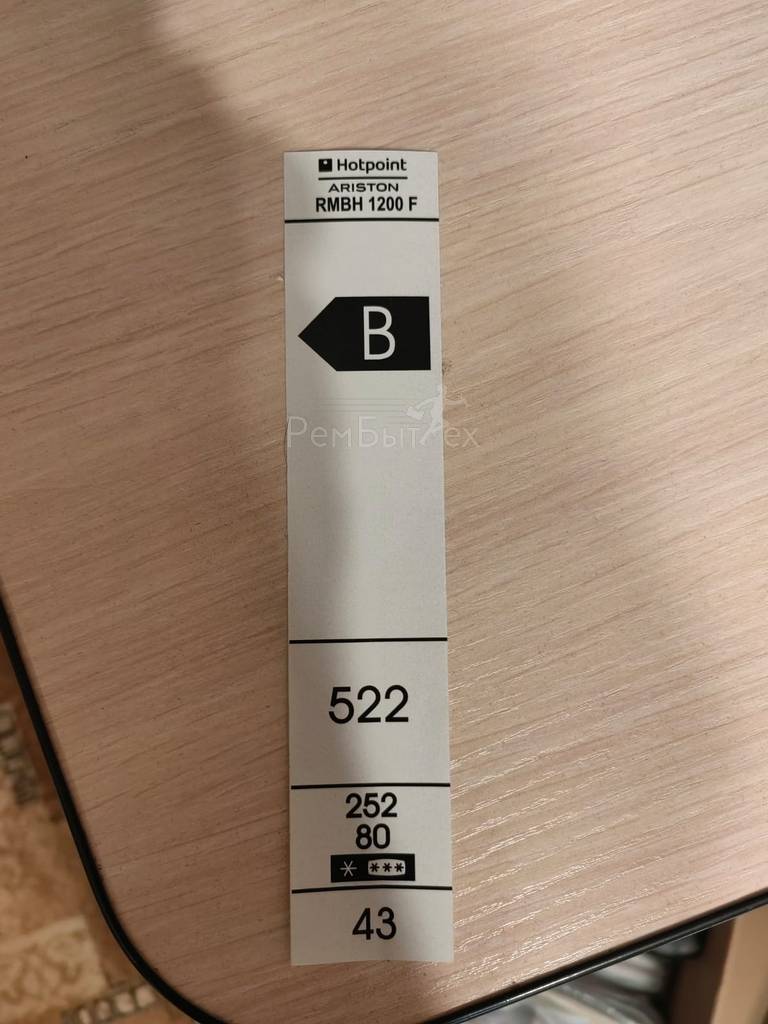 Hotpoint
ARISTON
RMBH 1200 F
B
РемБытТех
522
252
80
43